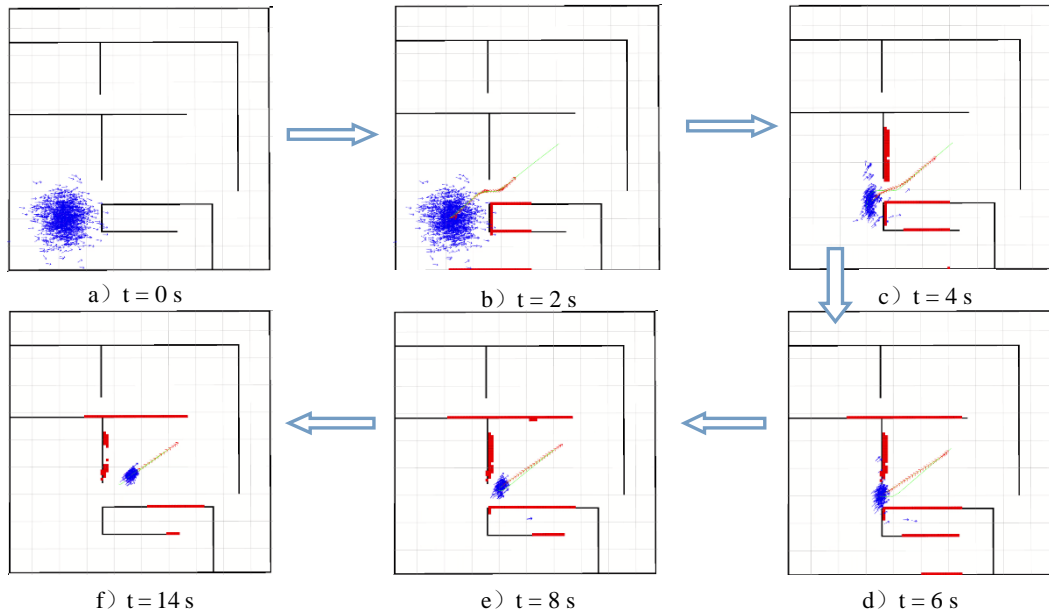 a）t = 0 s
b）t = 2 s
c）t = 4 s
f）t = 14 s
e）t = 8 s
d）t = 6 s